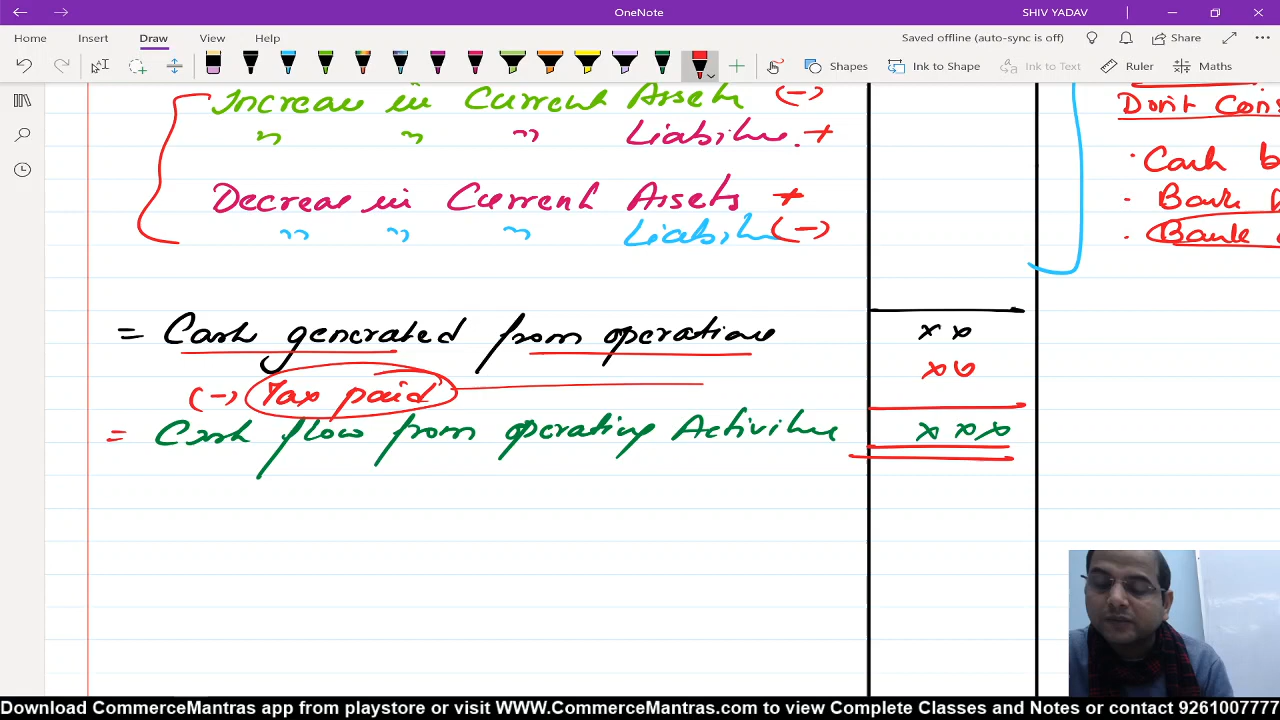 OneNote
SHIV YADAV
Home Insert Draw View Help
Saved offline (auto-sync is off)
Share
Shapes
Ink to Shape
Ink to Text
Ruler
Maths
Increase in Current Assets (-)
" " " Liabilities. +
Decrease in Current Assets +
" " " Liabilities (-)
Don't Cons
· Cash b
· Bank
· Bank
= Cash generated from operations x x
(-) Tax paid x
= Cash flow from operating Activities x x x
Download CommerceMantras app from playstore or visit WWW.CommerceMantras.com to view Complete Classes and Notes or contact 9261007777